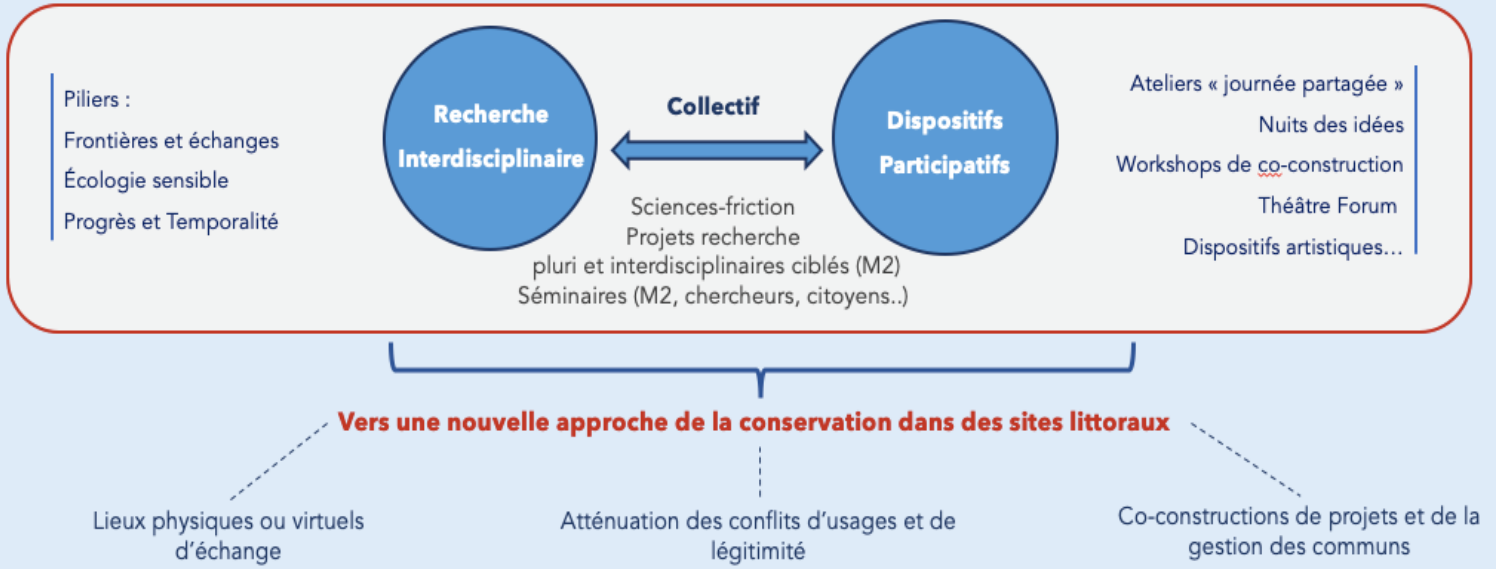 Piliers :
Frontières et échanges
Écologie sensible
Progrès et Temporalité
Recherche
Interdisciplinaire
Collectif
Sciences-friction
Projets recherche
pluri et interdisciplinaires ciblés (M2)
Séminaires (M2, chercheurs, citoyens..)
Dispositifs
Participatifs
Ateliers « journée partagée »
Nuits des idées
Workshops de co-construction
Théâtre Forum
Dispositifs artistiques...
Vers une nouvelle approche de la conservation dans des sites littoraux
Lieux physiques ou virtuels
d’échange
Atténuation des conflits d’usages et de
légitimité
Co-constructions de projets et de la
gestion des communs